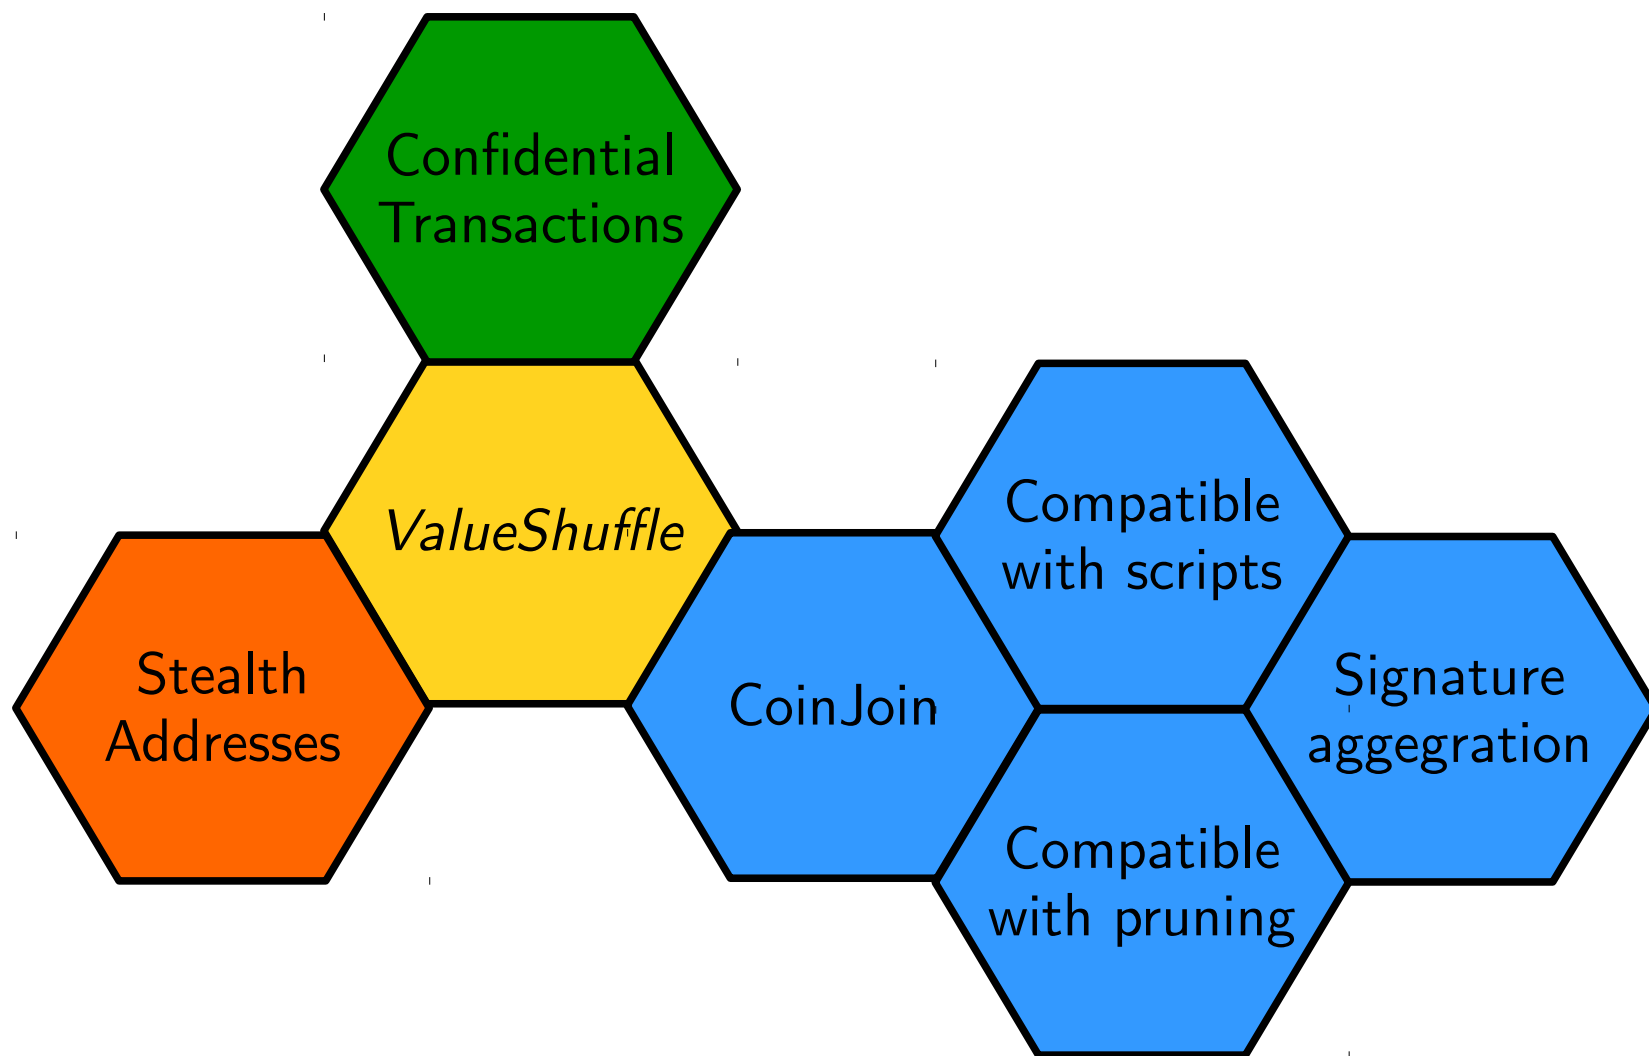 Confidential
Transactions
ValueShuffle
Stealth
Addresses
CoinJoin
Compatible
with scripts
Signature
aggegration
Compatible
with pruning